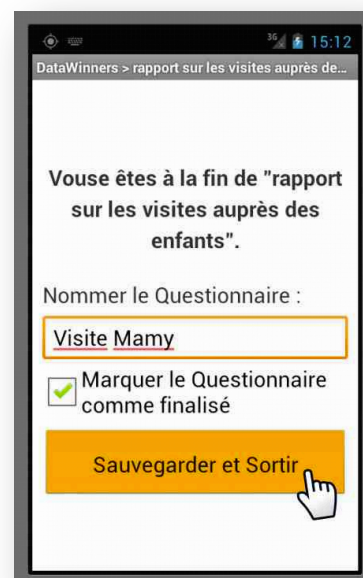 3G 15:12
DataWinners > rapport sur les visites auprès de...
Vouse êtes à la fin de "rapport
sur les visites auprès des
enfants".
Nommer le Questionnaire :
Visite Mamy
Marquer le Questionnaire
comme finalisé
Sauvegarder et Sortir